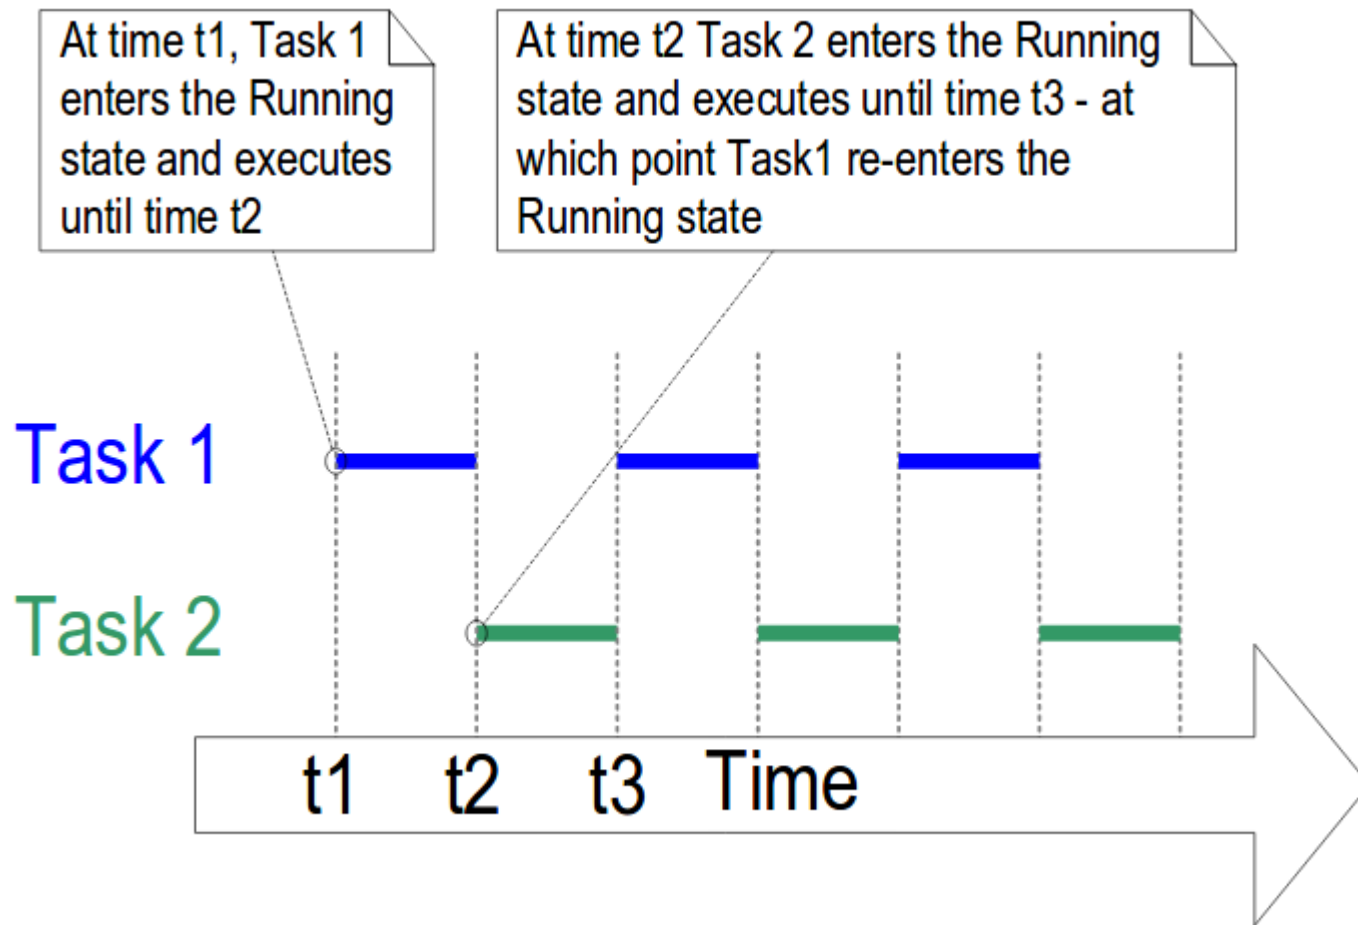 At time t1, Task 1
enters the Running
state and executes
until time t2
At time t2 Task 2 enters the Running
state and executes until time t3 - at
which point Task1 re-enters the
Running state
Task 1
Task 2
t1 t2 t3 Time